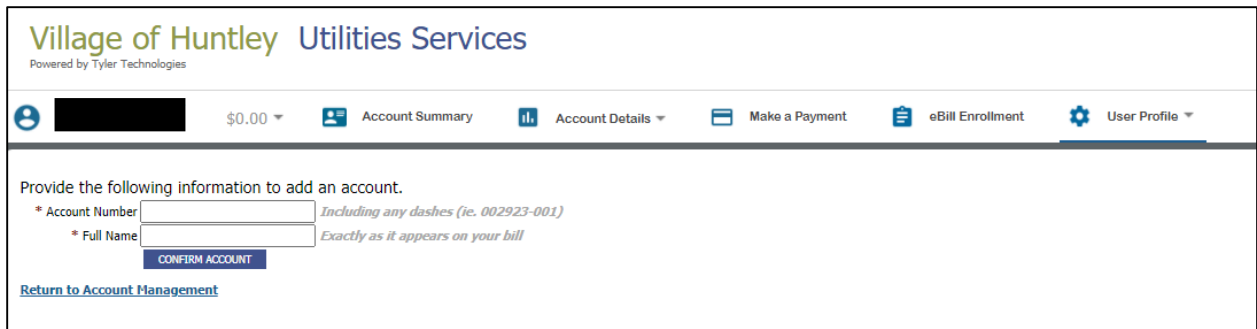 Village of Huntley Utilities Services
Powered by Tyler Technologies
$0.00 Account Summary Account Details Make a Payment eBill Enrollment User Profile
Provide the following information to add an account.
* Account Number Including any dashes (ie. 002923-001)
* Full Name Exactly as it appears on your bill
CONFIRM ACCOUNT
Return to Account Management